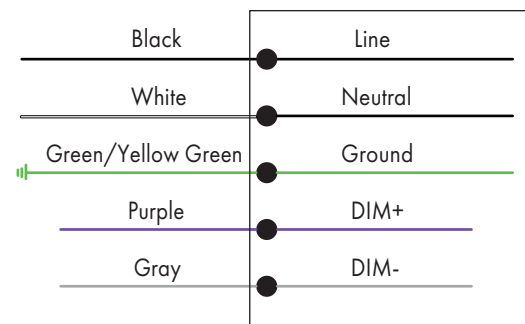 Black Line
White Neutral
Green/Yellow Green Ground
Purple DIM+
Gray DIM-